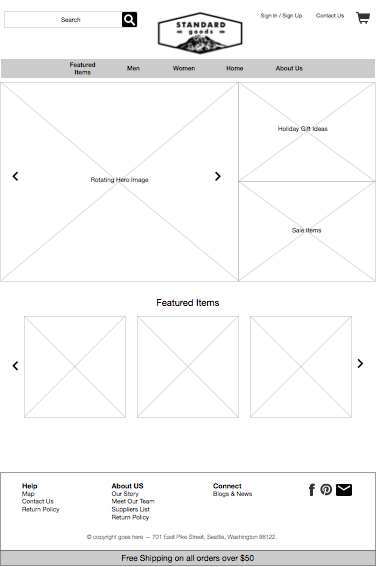 Search
STANDARD
goods
Sign In / Sign Up
Contact Us
Featured
Items
Men
Women
Home
About Us
Rotating Hero Image
Holiday Gift Ideas
Sale Items
Featured Items
Help
Map
Contact Us
Return Policy
About US
Our Story
Meet Our Team
Suppliers List
Return Policy
Connect
Blogs & News
© copyright goes here — 701 East Pike Street, Seattle, Washington 98122.
Free Shipping on all orders over $50